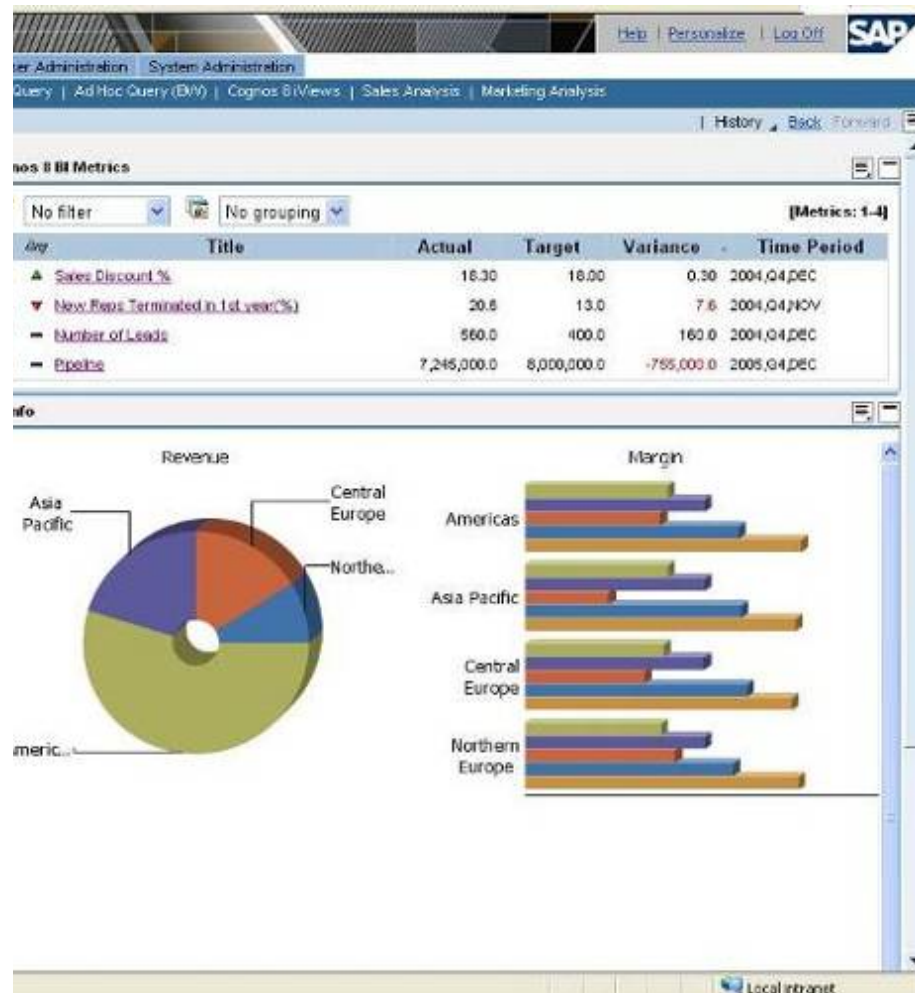 Help | Personalize | Log Off SAP
er Administration System Administration
Query | Ad Hoc Query (BW) | Cognos 8 iViews | Sales Analysis | Marketing Analysis
| History Back Forward
nos 8 BI Metrics
No filter No grouping [Metrics: 1-4]
Title Actual Target Variance Time Period
Sales Discount % 18.30 18.00 0.30 2004,Q4,DEC
New Reps Terminated in 1st year(%) 20.6 13.0 7.6 2004,Q4,NOV
Number of Leads 560.0 400.0 160.0 2004,Q4,DEC
Pipeline 7,245,000.0 8,000,000.0 -755,000.0 2005,Q4,DEC
nfo
Revenue Margin
Asia
Pacific
Central
Europe
Northe...
meric...
Americas
Asia Pacific
Central
Europe
Northern
Europe
Local intranet